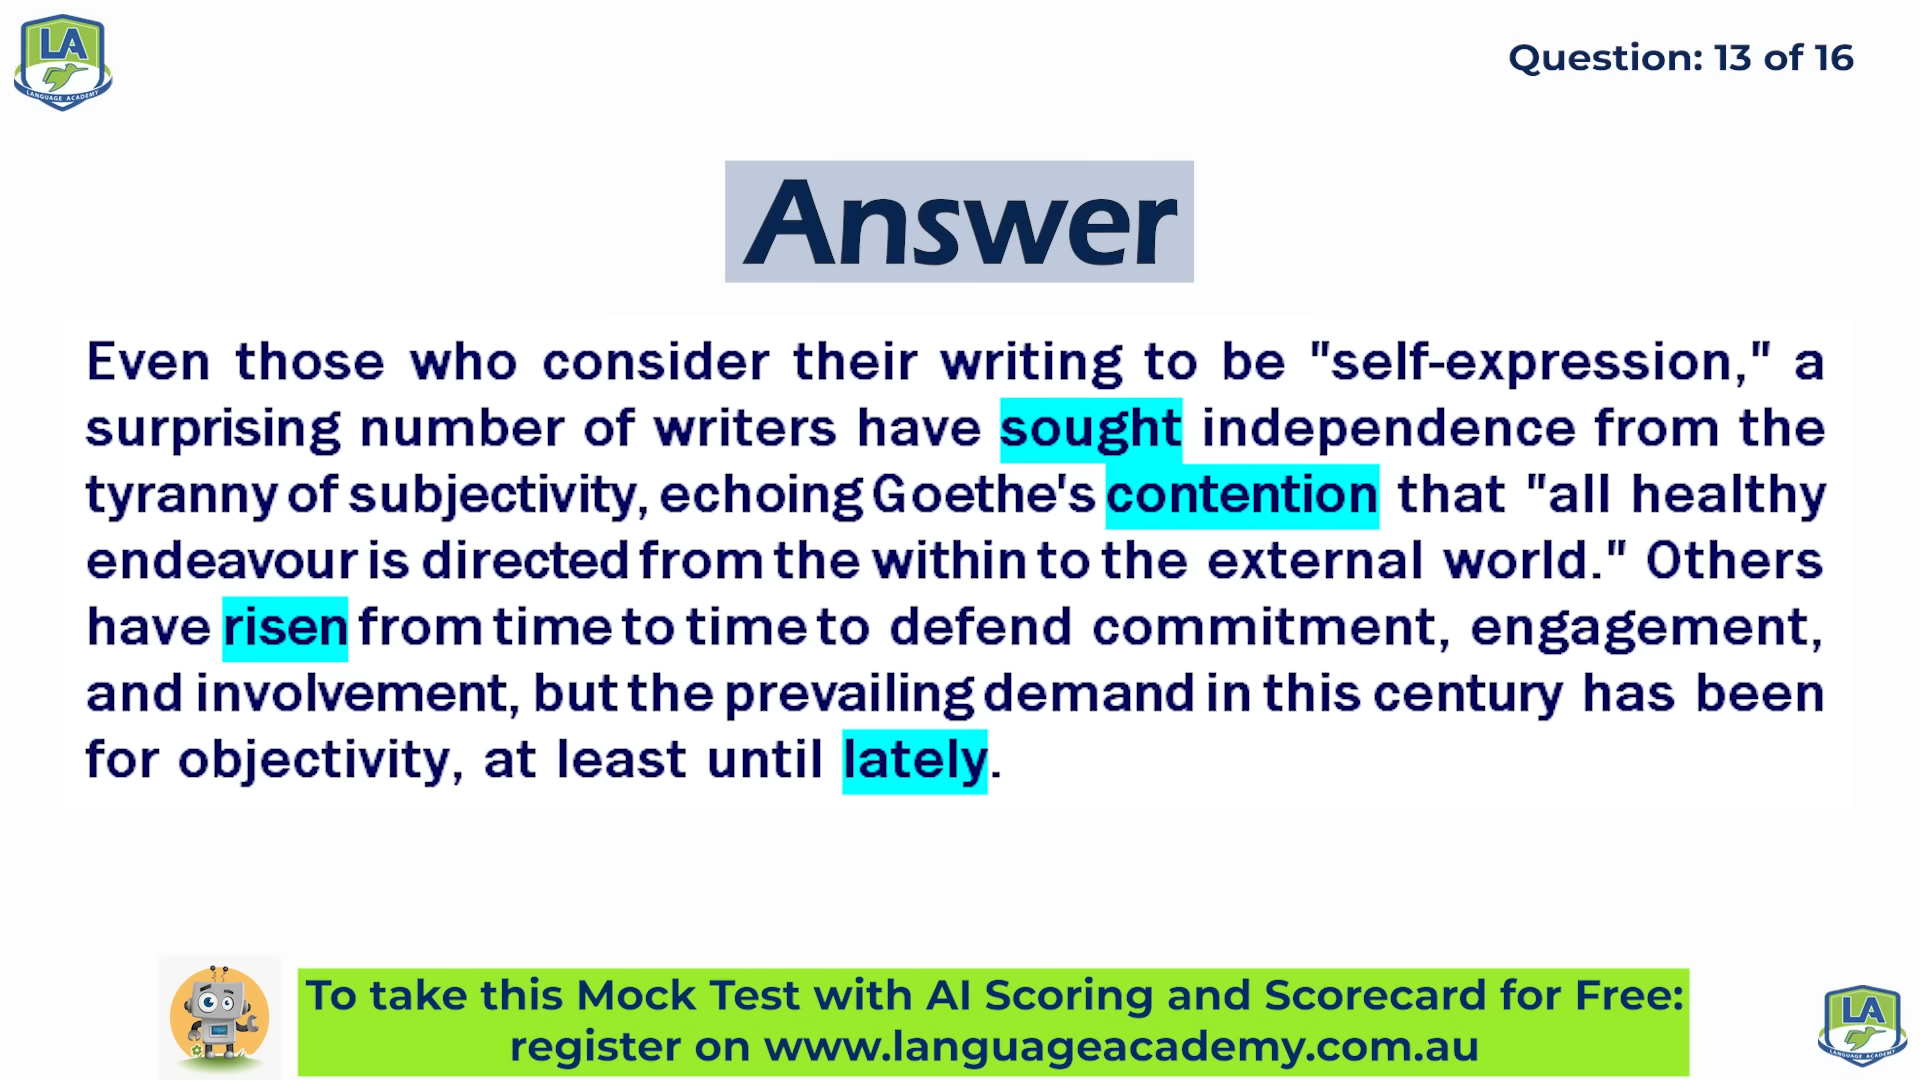 LA
LANGUAGE ACADEMY
Question: 13 of 16
Answer
Even those who consider their writing to be "self-expression," a
surprising number of writers have sought independence from the
tyranny of subjectivity, echoing Goethe's contention that "all healthy
endeavour is directed from the within to the external world." Others
have risen from time to time to defend commitment, engagement,
and involvement, but the prevailing demand in this century has been
for objectivity, at least until lately.
To take this Mock Test with AI Scoring and Scorecard for Free:
register on www.languageacademy.com.au
LA
LANGUAGE ACADEMY